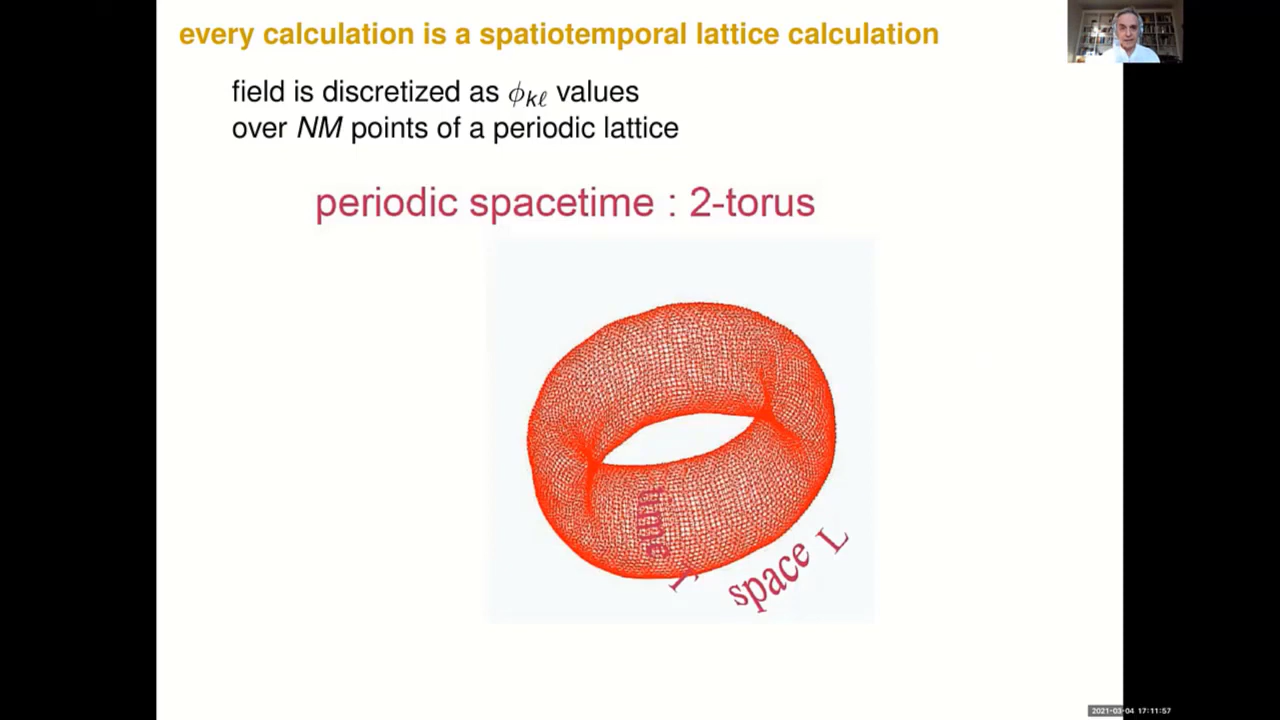 every calculation is a spatiotemporal lattice calculation
field is discretized as ϕₖℓ values
over NM points of a periodic lattice
periodic spacetime : 2-torus
time T
space L
2021-03-04 17:11:57